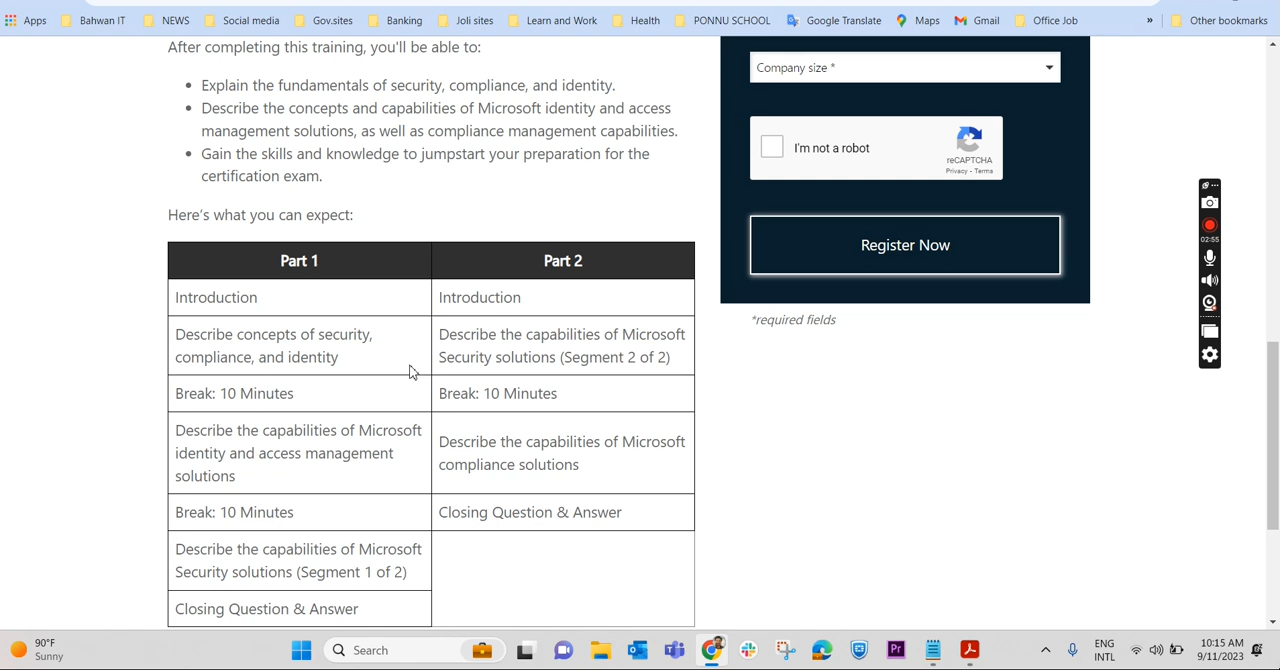 Apps
Bahwan IT
NEWS
Social media
Gov.sites
Banking
Joli sites
Learn and Work
Health
PONNU SCHOOL
Google Translate
Maps
Gmail
Office Job
»
Other bookmarks
After completing this training, you'll be able to:
• Explain the fundamentals of security, compliance, and identity.
• Describe the concepts and capabilities of Microsoft identity and access
management solutions, as well as compliance management capabilities.
• Gain the skills and knowledge to jumpstart your preparation for the
certification exam.
Here's what you can expect:
Part 1
Part 2
Introduction
Introduction
Describe concepts of security,
compliance, and identity
Describe the capabilities of Microsoft
Security solutions (Segment 2 of 2)
Break: 10 Minutes
Break: 10 Minutes
Describe the capabilities of Microsoft
identity and access management
solutions
Describe the capabilities of Microsoft
compliance solutions
Break: 10 Minutes
Closing Question & Answer
Describe the capabilities of Microsoft
Security solutions (Segment 1 of 2)
Closing Question & Answer
Company size *
I'm not a robot
reCAPTCHA
Privacy - Terms
Register Now
*required fields
02:55
90°F
Sunny
Search
Pr
ENG
INTL
10:15 AM
9/11/2023